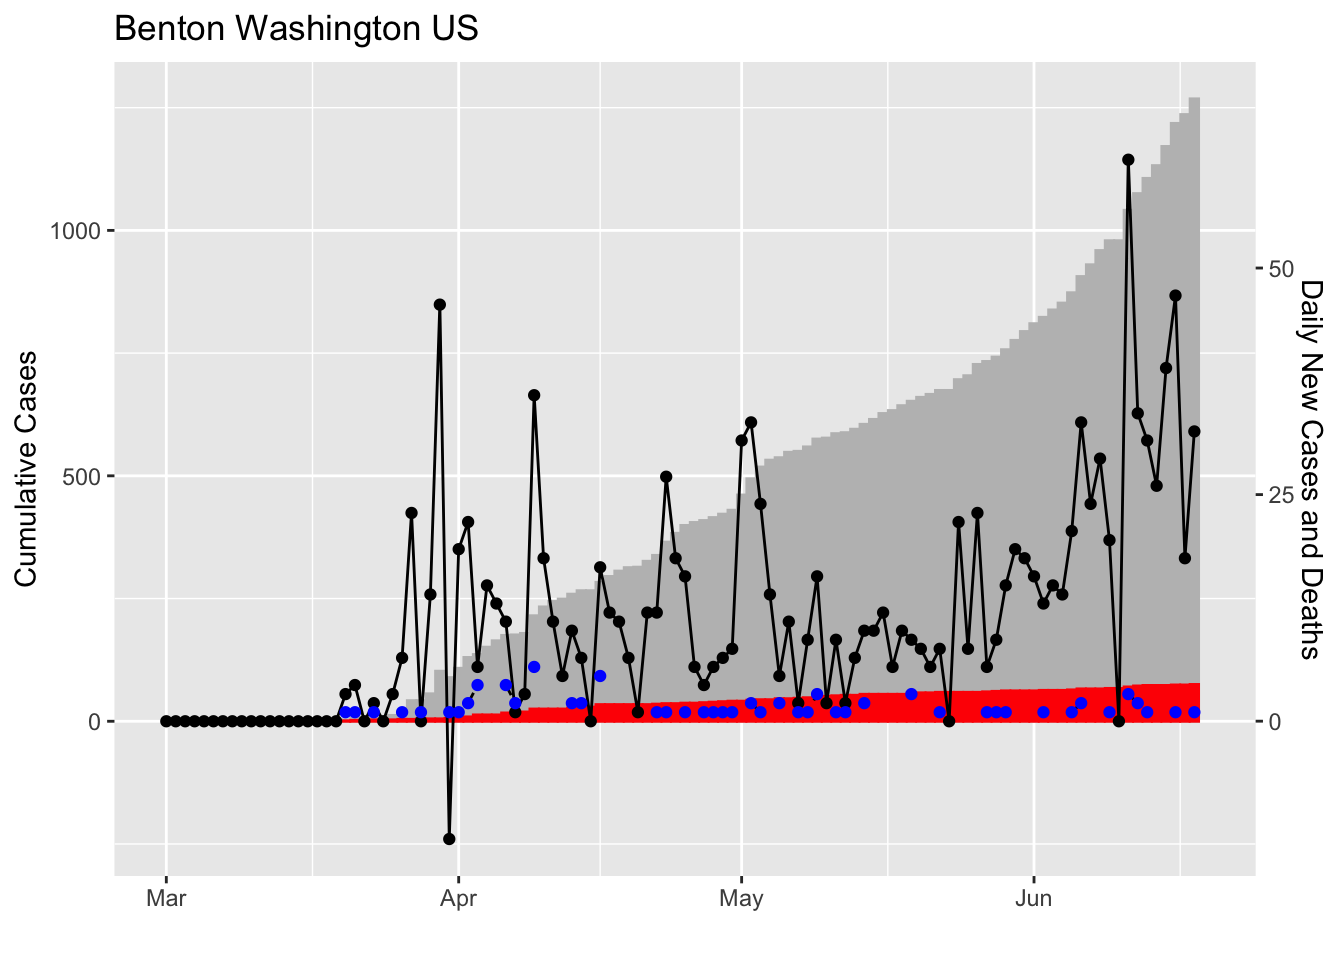 Benton Washington US
Cumulative Cases
1000
500
0
50
25
0
Daily New Cases and Deaths
Mar
Apr
May
Jun